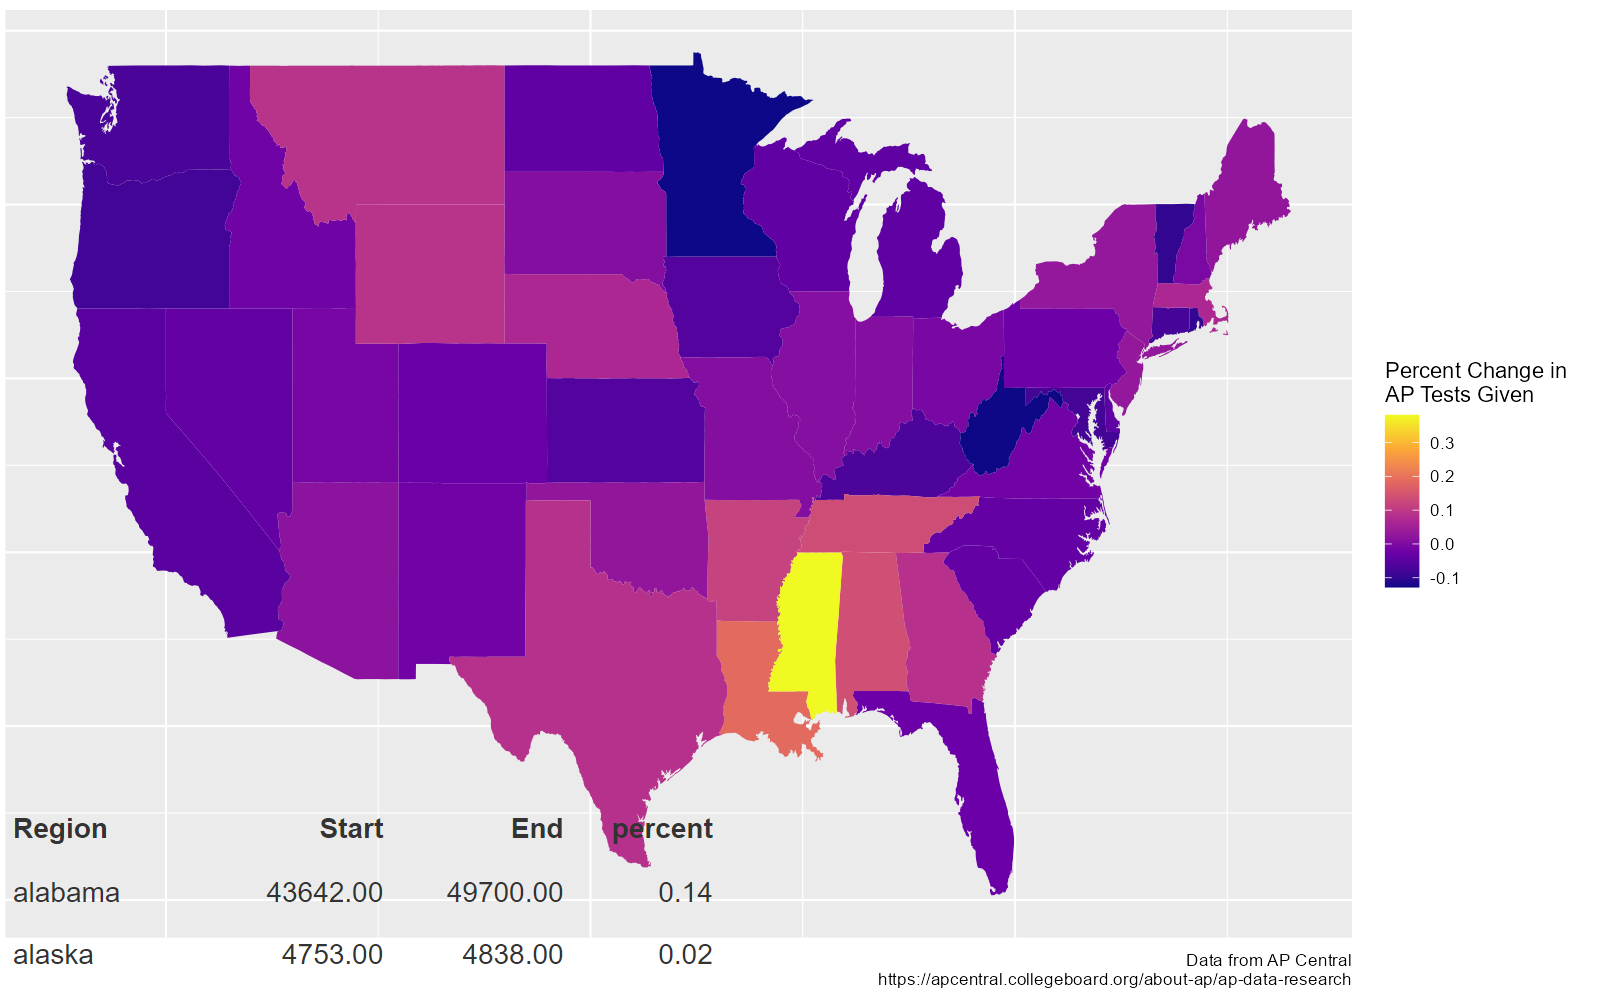 Percent Change in
AP Tests Given
0.3
0.2
0.1
0.0
-0.1
Region Start End percent
alabama 43642.00 49700.00 0.14
alaska 4753.00 4838.00 0.02
Data from AP Central
https://apcentral.collegeboard.org/about-ap/ap-data-research